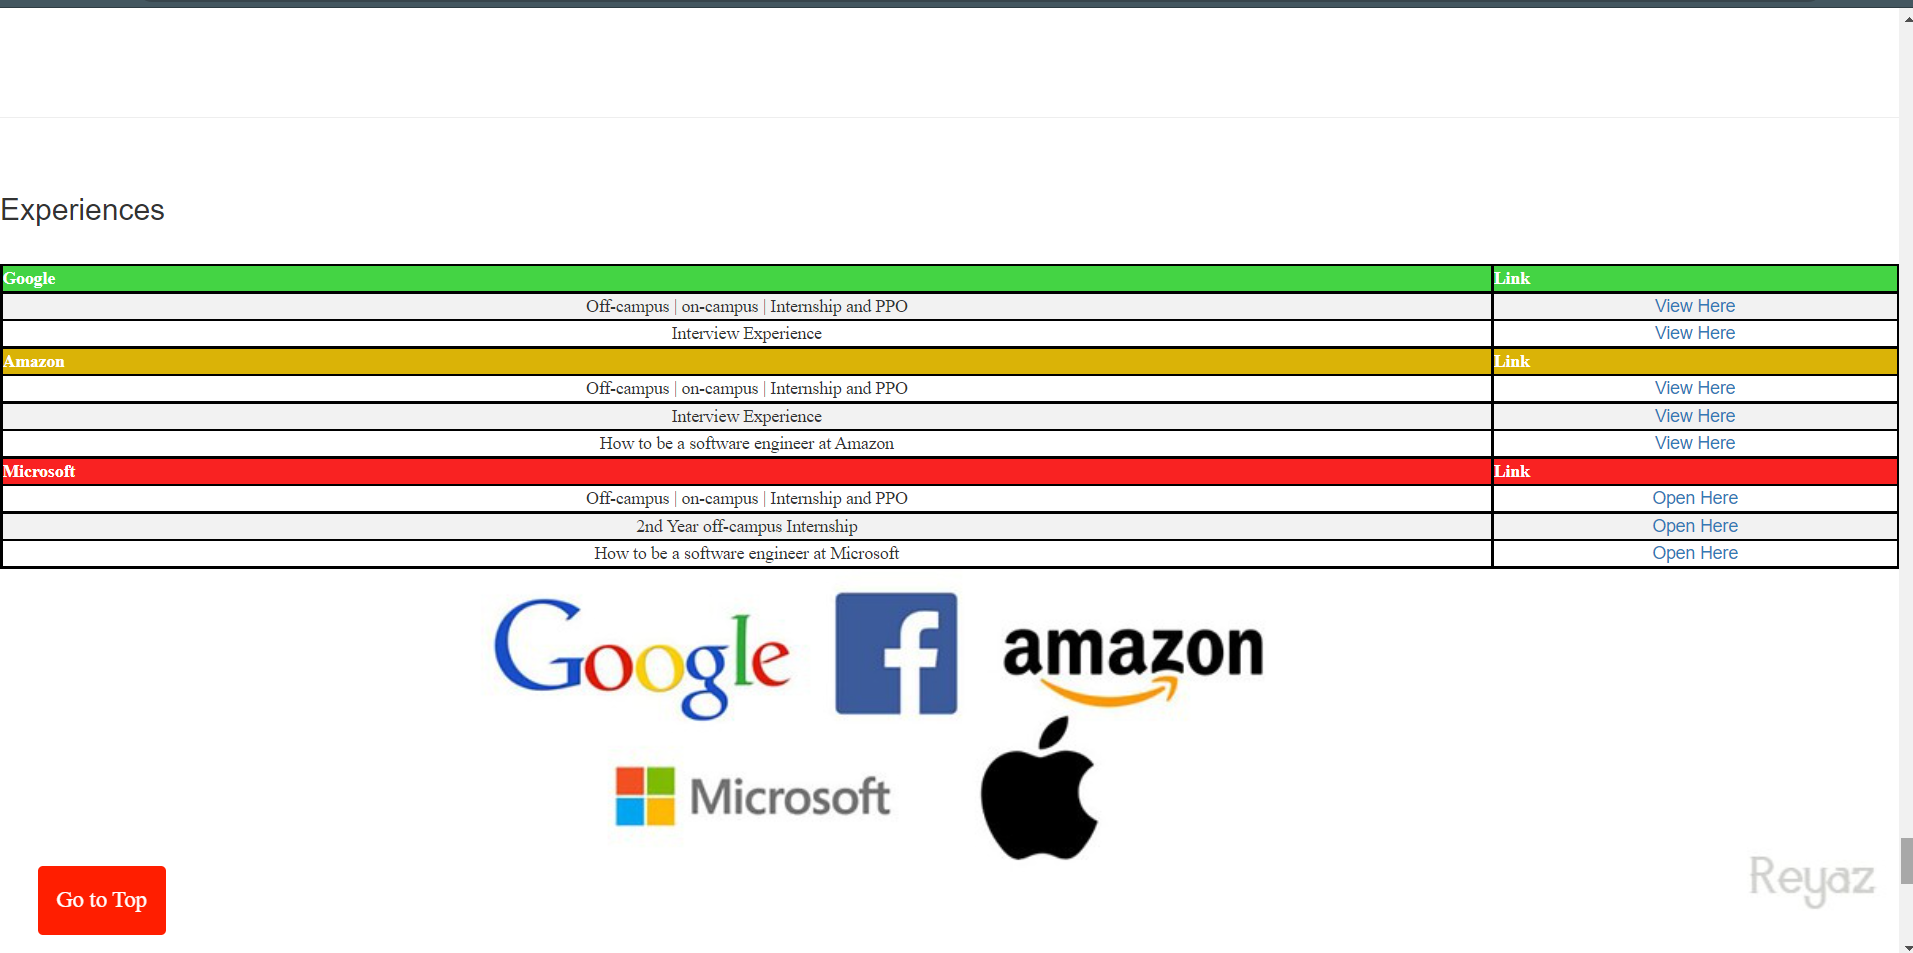 Experiences
Google Link
Off-campus | on-campus | Internship and PPO View Here
Interview Experience View Here
Amazon Link
Off-campus | on-campus | Internship and PPO View Here
Interview Experience View Here
How to be a software engineer at Amazon View Here
Microsoft Link
Off-campus | on-campus | Internship and PPO Open Here
2nd Year off-campus Internship Open Here
How to be a software engineer at Microsoft Open Here
Google f amazon
Microsoft
Go to Top
Reyaz